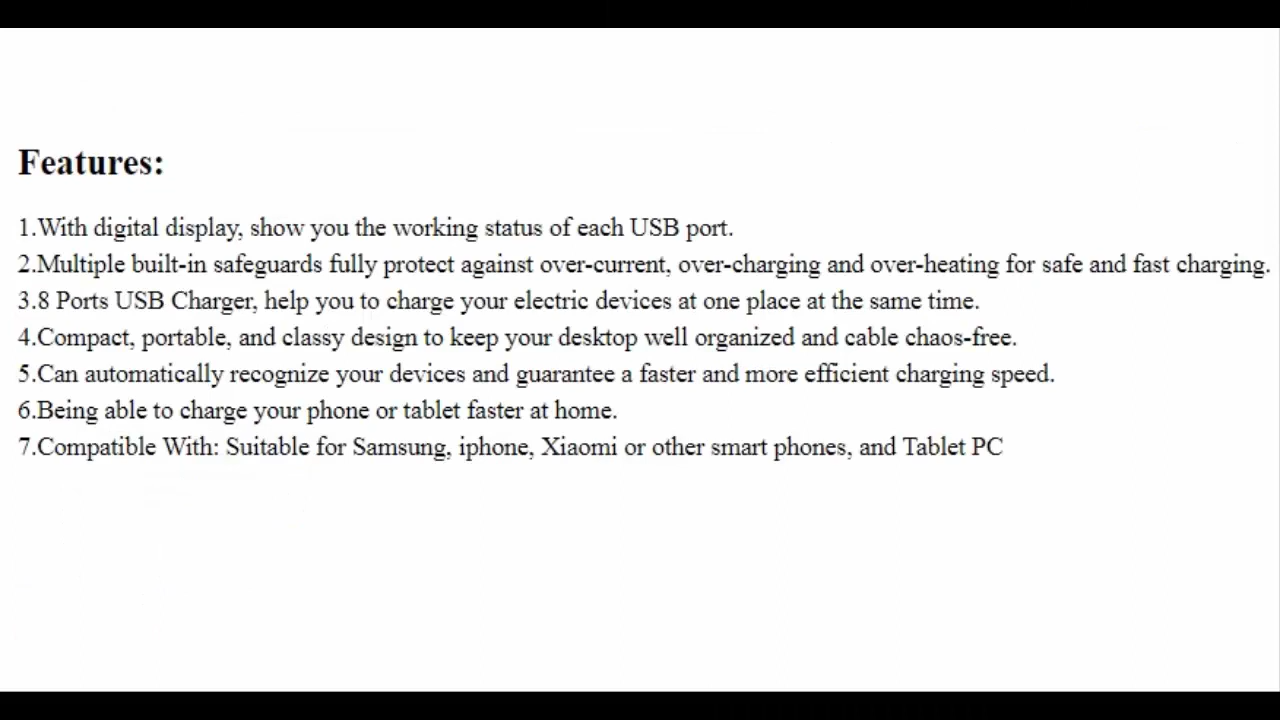 Features:
1.With digital display, show you the working status of each USB port.
2.Multiple built-in safeguards fully protect against over-current, over-charging and over-heating for safe and fast charging.
3.8 Ports USB Charger, help you to charge your electric devices at one place at the same time.
4.Compact, portable, and classy design to keep your desktop well organized and cable chaos-free.
5.Can automatically recognize your devices and guarantee a faster and more efficient charging speed.
6.Being able to charge your phone or tablet faster at home.
7.Compatible With: Suitable for Samsung, iphone, Xiaomi or other smart phones, and Tablet PC